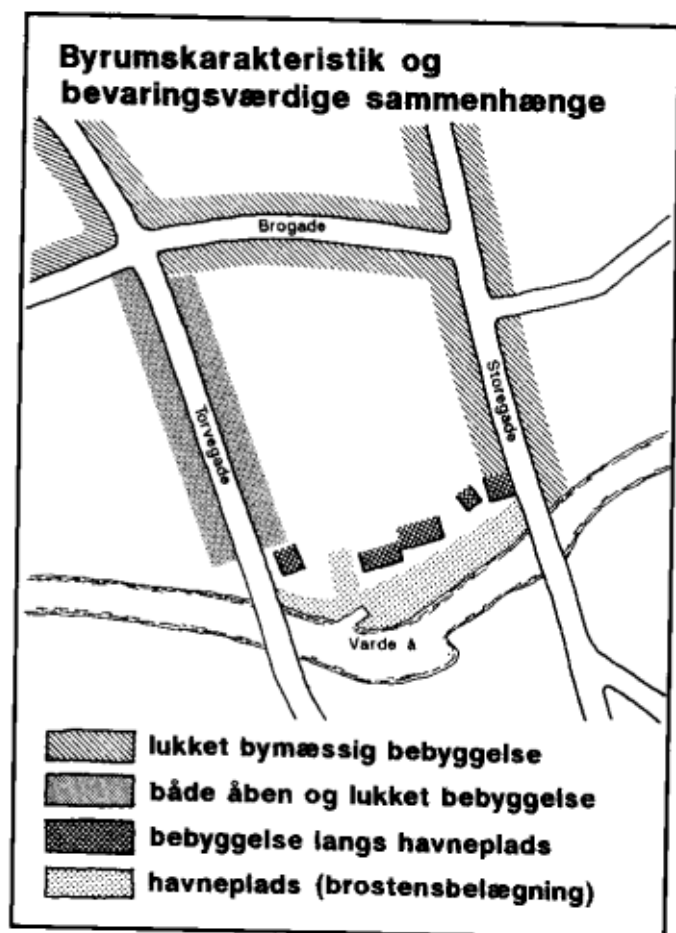 Byrumskarakteristik og
bevaringsværdige sammenhænge
Brogade
Storegade
Torvegade
Varde å
lukket bymæssig bebyggelse
både åben og lukket bebyggelse
bebyggelse langs havneplads
havneplads (brostensbelægning)